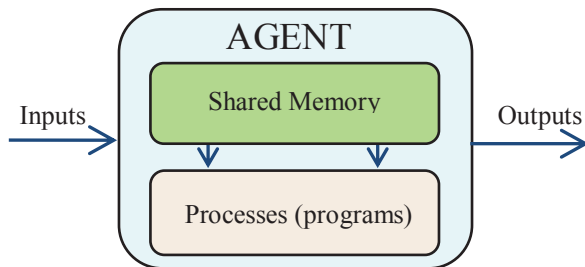 AGENT
Shared Memory
Inputs
Outputs
Processes (programs)